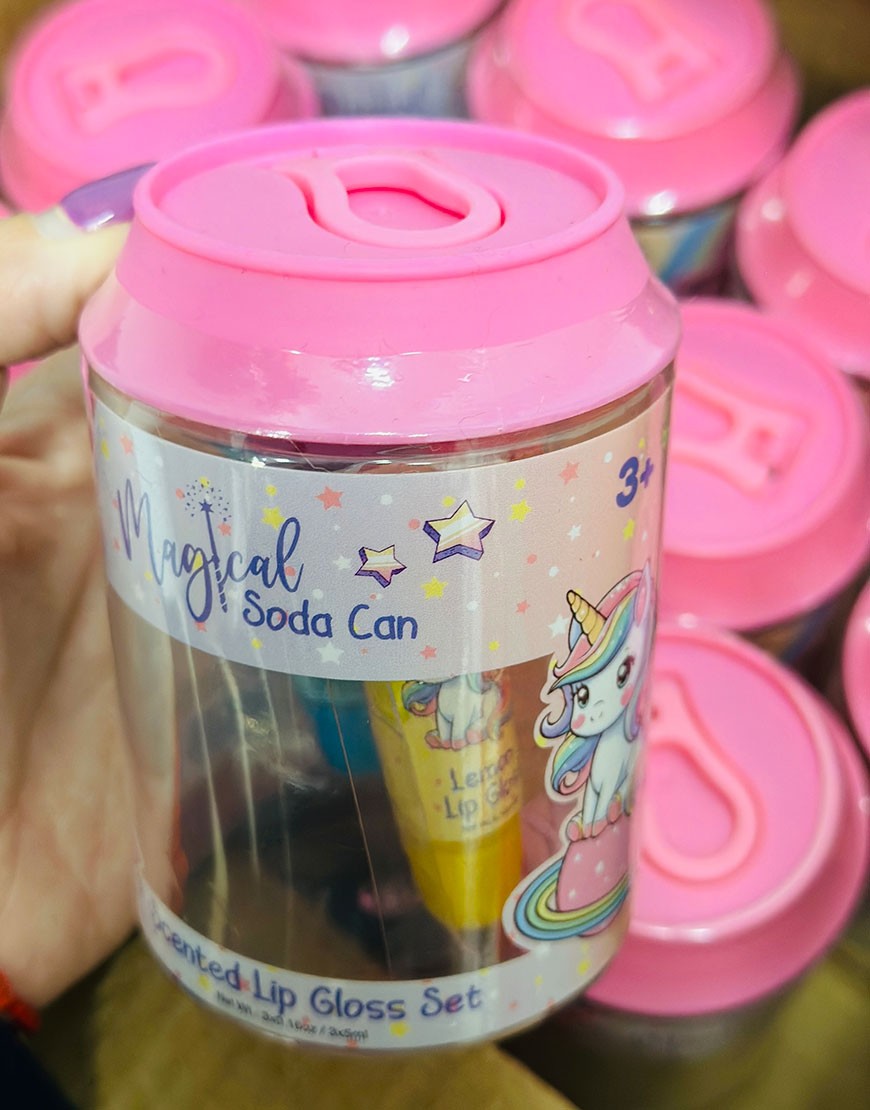 3+
Magical
Soda Can
Lemon
Lip Gloss
Scented Lip Gloss Set